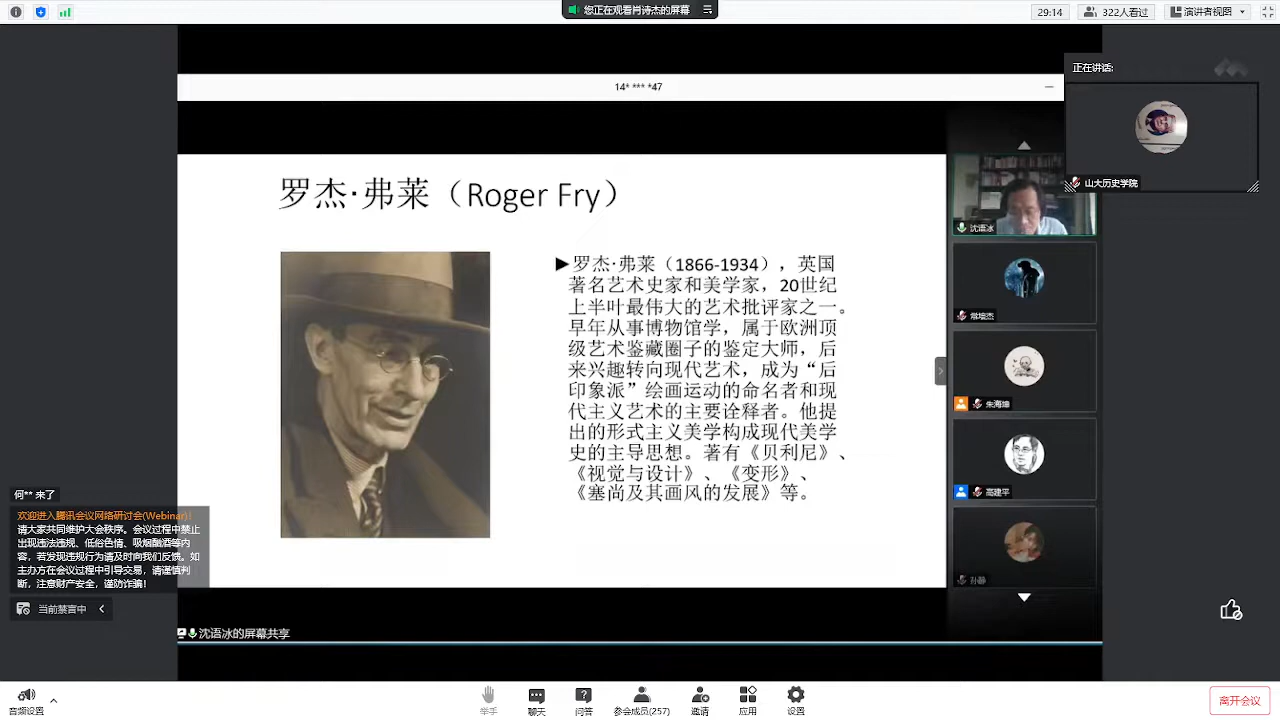 您正在观看肖诗杰的屏幕
29:14
322人看过
演讲者视图
14* *** *47
正在讲话:
山大历史学院
罗杰·弗莱（Roger Fry）
▶罗杰·弗莱（1866-1934），英国
著名艺术史家和美学家，20世纪
上半叶最伟大的艺术批评家之一。
早年从事博物馆学，属于欧洲顶
级艺术鉴藏圈子的鉴定大师，后
来兴趣转向现代艺术，成为“后
印象派”绘画运动的命名者和现
代主义艺术的主要诠释者。他提
出的形式主义美学构成现代美学
史的主导思想。著有《贝利尼》、
《视觉与设计》、《变形》、
《塞尚及其画风的发展》等。
沈语冰
常培杰
高建平
孙静
何** 来了
欢迎进入腾讯会议网络研讨会(Webinar)!
请大家共同维护大会秩序。会议过程中禁止
出现违法违规、低俗色情、吸烟酗酒等内
容，若发现违规行为请及时向我们反馈。如
主办方在会议过程中引导交易，请谨慎判
断，注意财产安全，谨防诈骗!
当前禁言中
沈语冰的屏幕共享
音频设置
举手
聊天
问答
参会成员(257)
邀请
应用
设置
离开会议